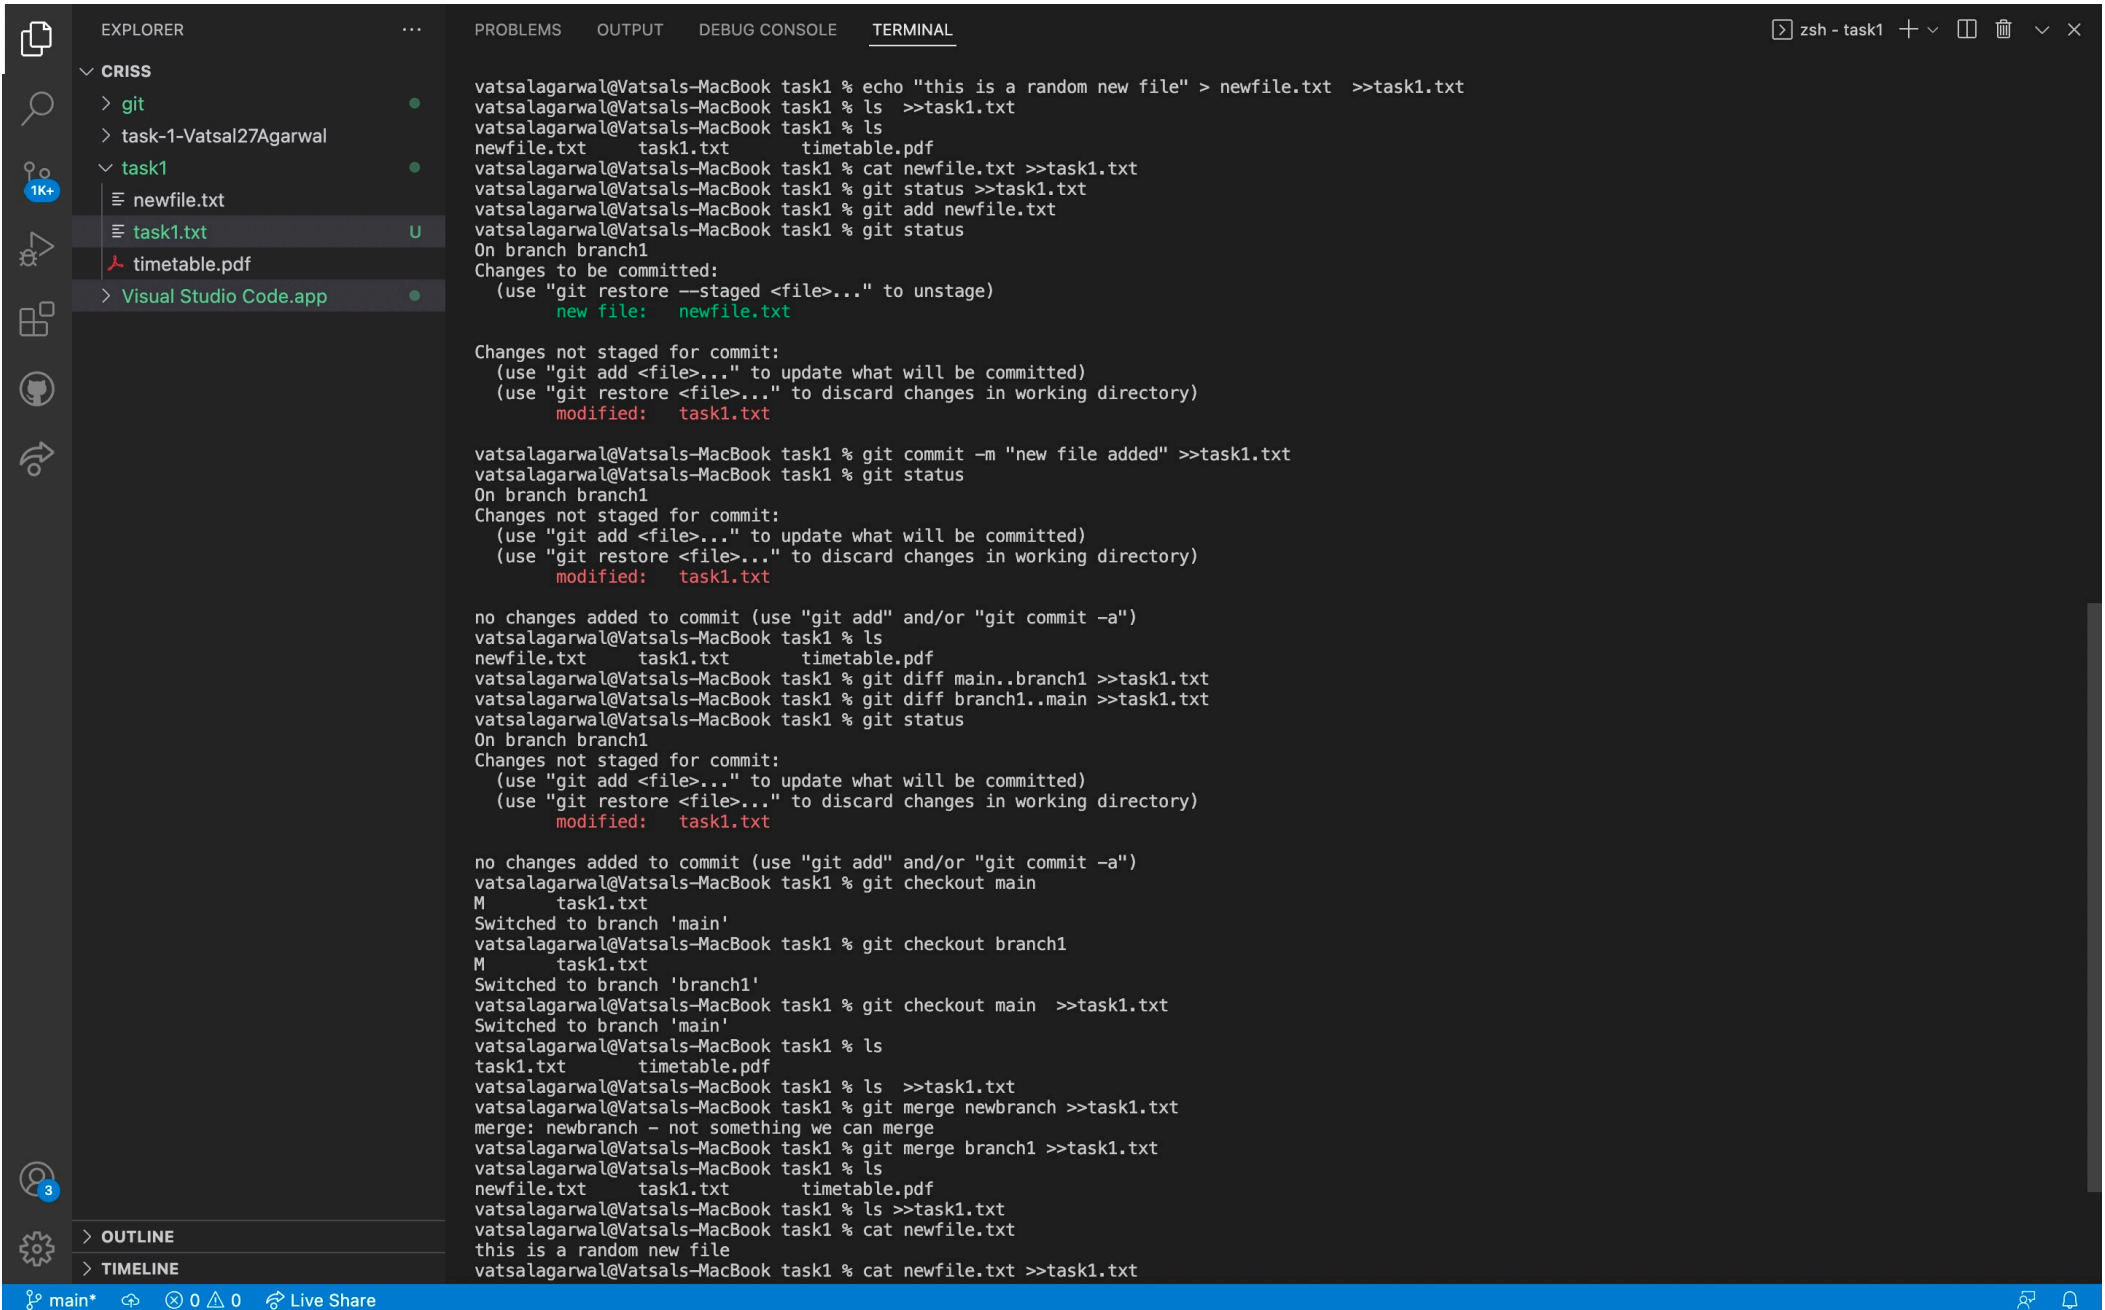 EXPLORER
CRISS
git
task-1-Vatsal27Agarwal
task1
newfile.txt
task1.txt U
timetable.pdf
Visual Studio Code.app
1K+
3
OUTLINE
TIMELINE
PROBLEMS OUTPUT DEBUG CONSOLE TERMINAL
zsh - task1
vatsalagarwal@Vatsals-MacBook task1 % echo "this is a random new file" > newfile.txt  >>task1.txt
vatsalagarwal@Vatsals-MacBook task1 % ls  >>task1.txt
vatsalagarwal@Vatsals-MacBook task1 % ls
newfile.txt     task1.txt       timetable.pdf
vatsalagarwal@Vatsals-MacBook task1 % cat newfile.txt >>task1.txt
vatsalagarwal@Vatsals-MacBook task1 % git status >>task1.txt
vatsalagarwal@Vatsals-MacBook task1 % git add newfile.txt
vatsalagarwal@Vatsals-MacBook task1 % git status
On branch branch1
Changes to be committed:
  (use "git restore --staged <file>..." to unstage)
        new file:   newfile.txt
Changes not staged for commit:
  (use "git add <file>..." to update what will be committed)
  (use "git restore <file>..." to discard changes in working directory)
        modified:   task1.txt
vatsalagarwal@Vatsals-MacBook task1 % git commit -m "new file added" >>task1.txt
vatsalagarwal@Vatsals-MacBook task1 % git status
On branch branch1
Changes not staged for commit:
  (use "git add <file>..." to update what will be committed)
  (use "git restore <file>..." to discard changes in working directory)
        modified:   task1.txt
no changes added to commit (use "git add" and/or "git commit -a")
vatsalagarwal@Vatsals-MacBook task1 % ls
newfile.txt     task1.txt       timetable.pdf
vatsalagarwal@Vatsals-MacBook task1 % git diff main..branch1 >>task1.txt
vatsalagarwal@Vatsals-MacBook task1 % git diff branch1..main >>task1.txt
vatsalagarwal@Vatsals-MacBook task1 % git status
On branch branch1
Changes not staged for commit:
  (use "git add <file>..." to update what will be committed)
  (use "git restore <file>..." to discard changes in working directory)
        modified:   task1.txt
no changes added to commit (use "git add" and/or "git commit -a")
vatsalagarwal@Vatsals-MacBook task1 % git checkout main
M       task1.txt
Switched to branch 'main'
vatsalagarwal@Vatsals-MacBook task1 % git checkout branch1
M       task1.txt
Switched to branch 'branch1'
vatsalagarwal@Vatsals-MacBook task1 % git checkout main  >>task1.txt
Switched to branch 'main'
vatsalagarwal@Vatsals-MacBook task1 % ls
task1.txt       timetable.pdf
vatsalagarwal@Vatsals-MacBook task1 % ls  >>task1.txt
vatsalagarwal@Vatsals-MacBook task1 % git merge newbranch >>task1.txt
merge: newbranch - not something we can merge
vatsalagarwal@Vatsals-MacBook task1 % git merge branch1 >>task1.txt
vatsalagarwal@Vatsals-MacBook task1 % ls
newfile.txt     task1.txt       timetable.pdf
vatsalagarwal@Vatsals-MacBook task1 % ls >>task1.txt
vatsalagarwal@Vatsals-MacBook task1 % cat newfile.txt
this is a random new file
vatsalagarwal@Vatsals-MacBook task1 % cat newfile.txt >>task1.txt
main* 0 0 Live Share